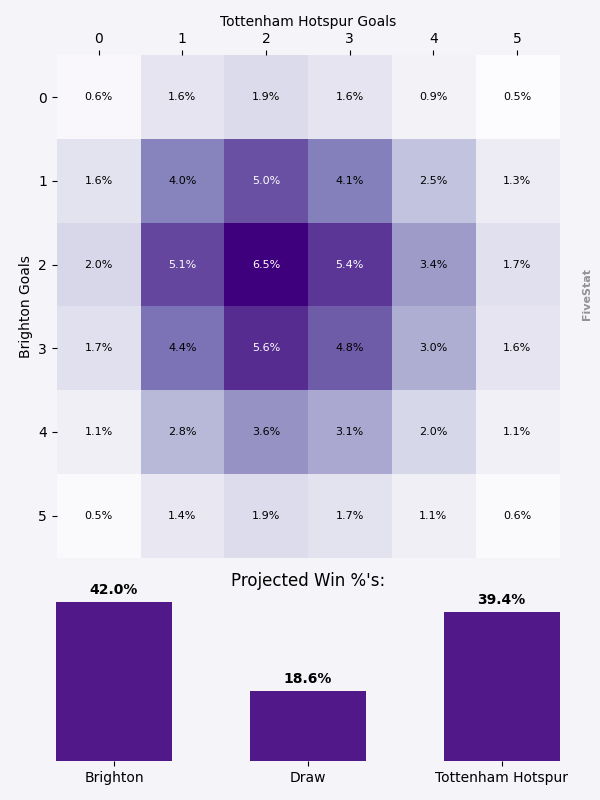 Tottenham Hotspur Goals
0 1 2 3 4 5
0 0.6% 1.6% 1.9% 1.6% 0.9% 0.5%
1 1.6% 4.0% 5.0% 4.1% 2.5% 1.3%
2 2.0% 5.1% 6.5% 5.4% 3.4% 1.7%
3 1.7% 4.4% 5.6% 4.8% 3.0% 1.6%
4 1.1% 2.8% 3.6% 3.1% 2.0% 1.1%
5 0.5% 1.4% 1.9% 1.7% 1.1% 0.6%
Brighton Goals
FiveStat
Projected Win %'s:
42.0% 18.6% 39.4%
Brighton Draw Tottenham Hotspur